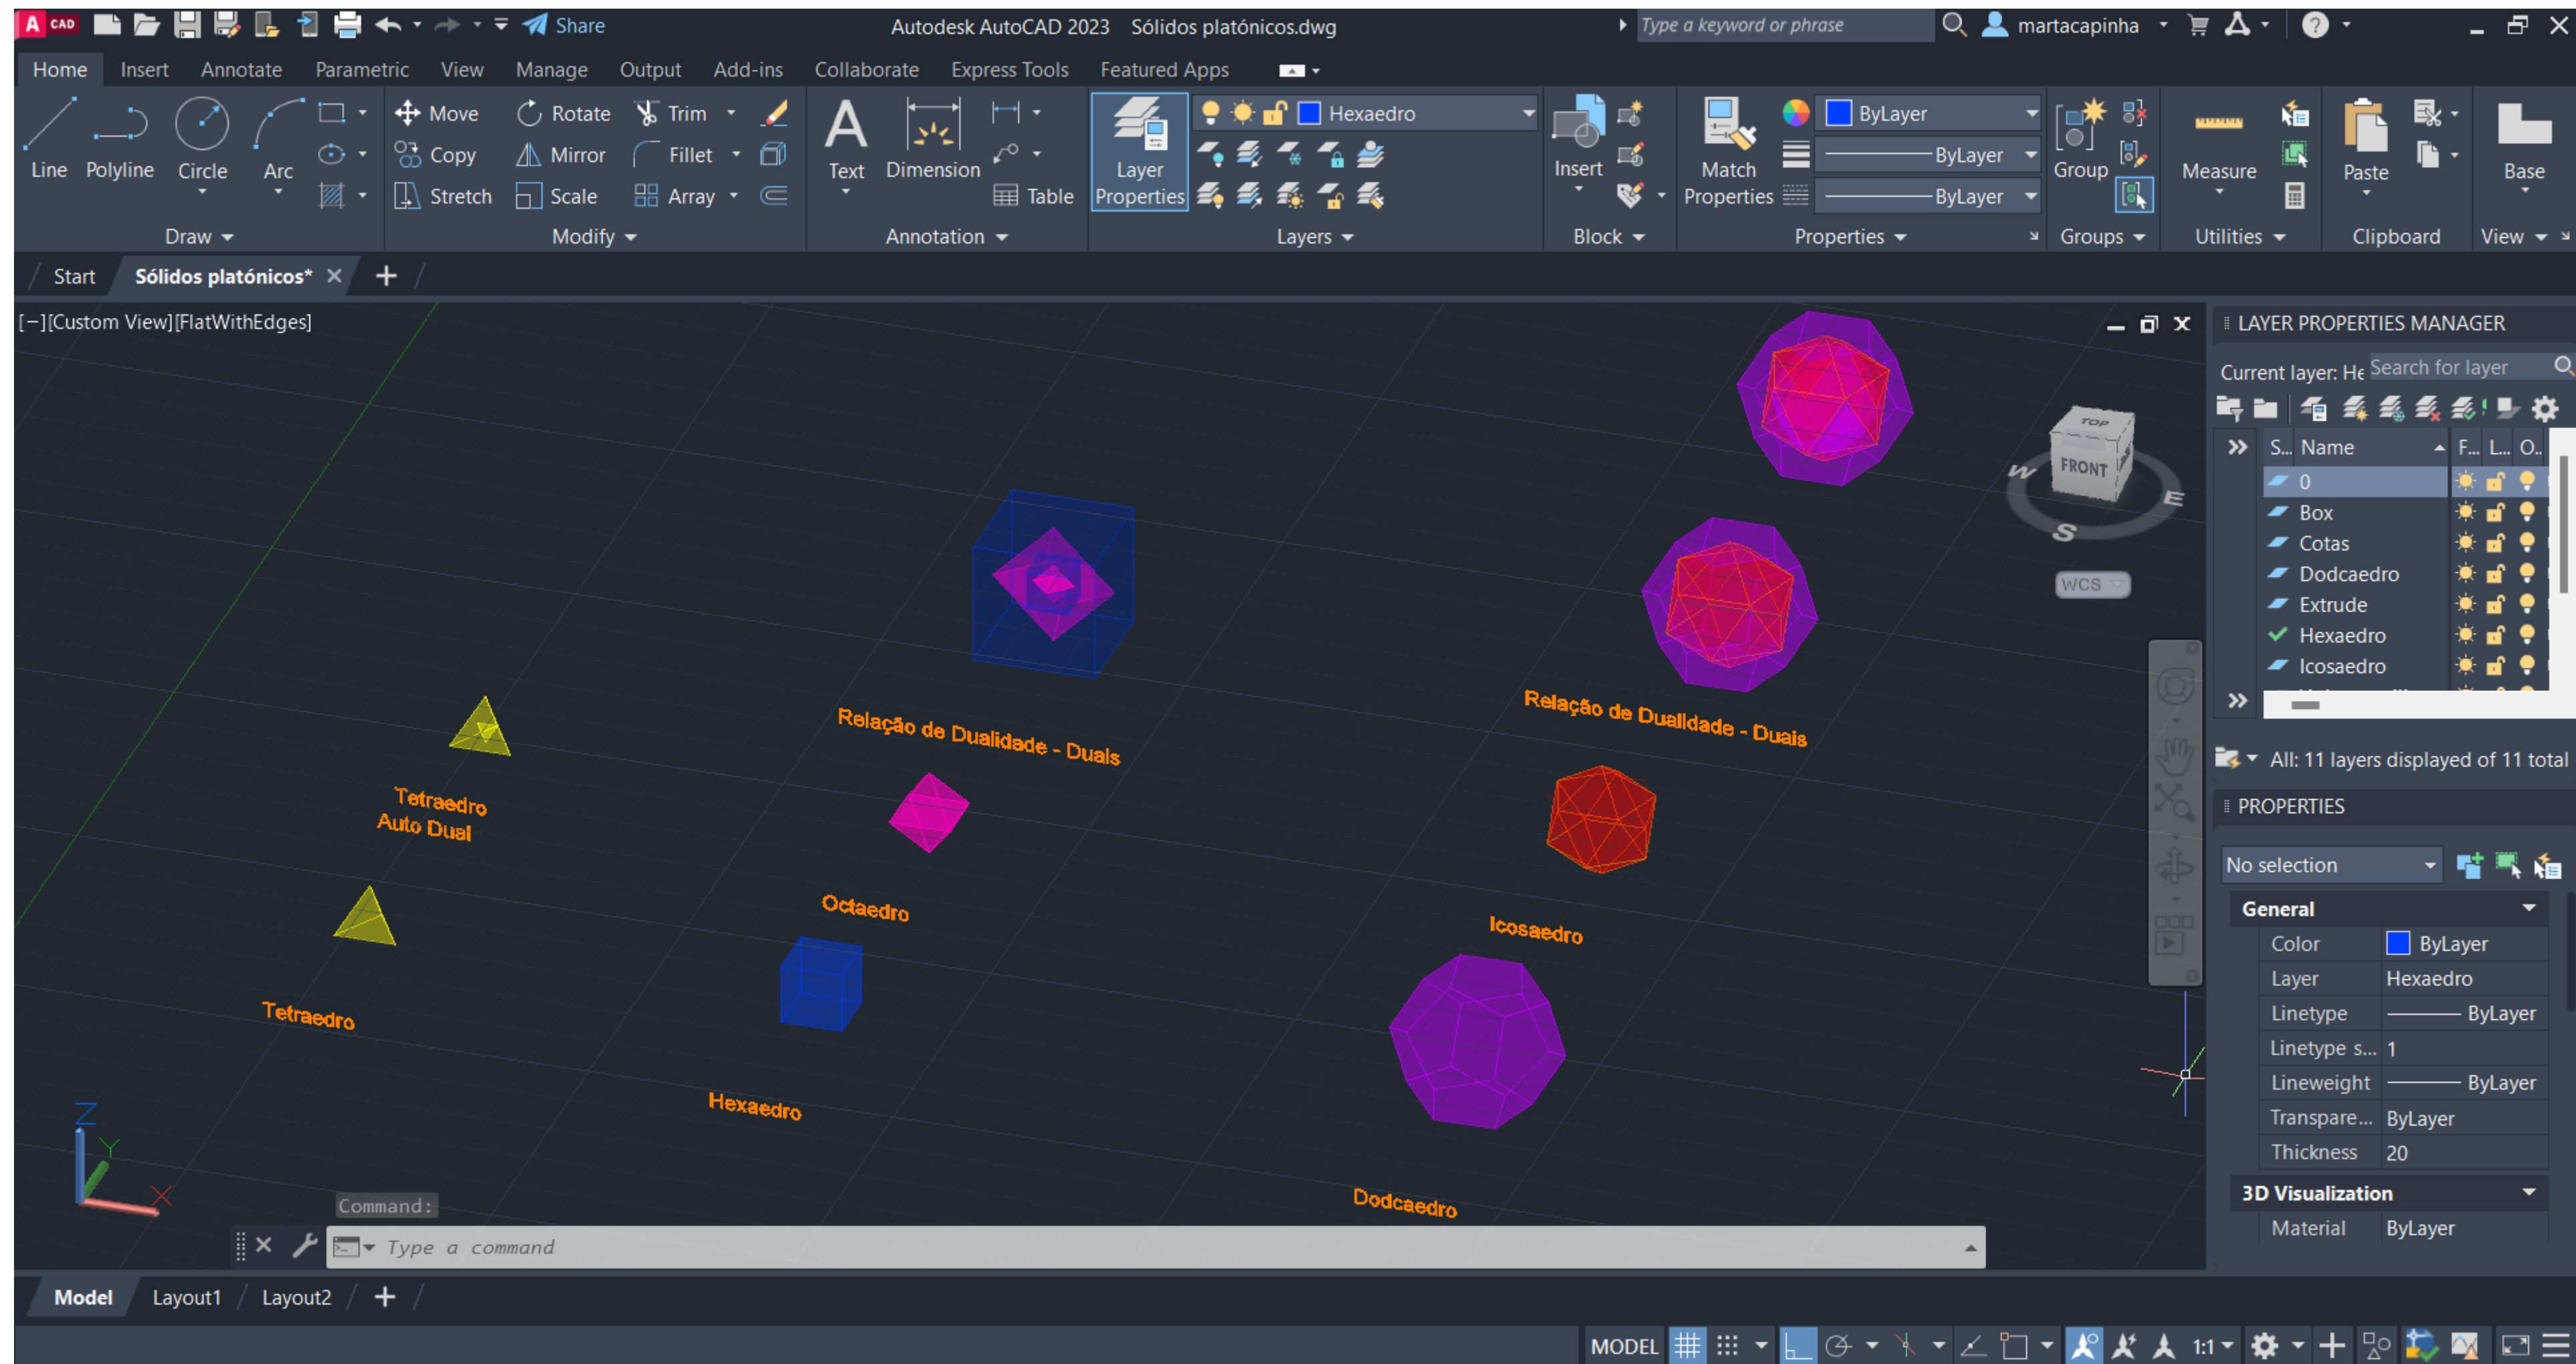 A CAD Share Autodesk AutoCAD 2023 Sólidos platónicos.dwg Type a keyword or phrase martacapinha
Home Insert Annotate Parametric View Manage Output Add-ins Collaborate Express Tools Featured Apps
Line Polyline Circle Arc
Move Rotate Trim
Copy Mirror Fillet
Stretch Scale Array
Text Dimension Table
Layer Properties
Hexaedro
Insert
Match Properties
ByLayer
ByLayer
ByLayer
Group
Measure
Paste
Base
Draw Modify Annotation Layers Block Properties Groups Utilities Clipboard View
Start Sólidos platónicos*
[−][Custom View][FlatWithEdges]
TOP
FRONT
W
E
S
WCS
Relação de Dualidade - Duais
Relação de Dualidade - Duais
Tetraedro
Auto Dual
Octaedro
Icosaedro
Tetraedro
Hexaedro
Dodcaedro
Z
Y
X
Command:
Type a command
LAYER PROPERTIES MANAGER
Current layer: He Search for layer
S... Name F... L... O..
0
Box
Cotas
Dodcaedro
Extrude
Hexaedro
Icosaedro
All: 11 layers displayed of 11 total
PROPERTIES
No selection
General
Color ByLayer
Layer Hexaedro
Linetype ByLayer
Linetype s... 1
Lineweight ByLayer
Transpare... ByLayer
Thickness 20
3D Visualization
Material ByLayer
Model Layout1 Layout2
MODEL 1:1